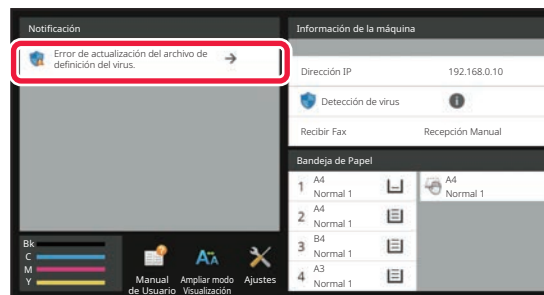 Notificación
Error de actualización del archivo de
definición del virus.
Información de la máquina
Dirección IP 192.168.0.10
Detección de virus
Recibir Fax Recepción Manual
Bandeja de Papel
1 A4
Normal 1
A4
Normal 1
2 A4
Normal 1
3 B4
Normal 1
4 A3
Normal 1
Bk
C
M
Y
Manual
de Usuario
Ampliar modo
Visualización
Ajustes